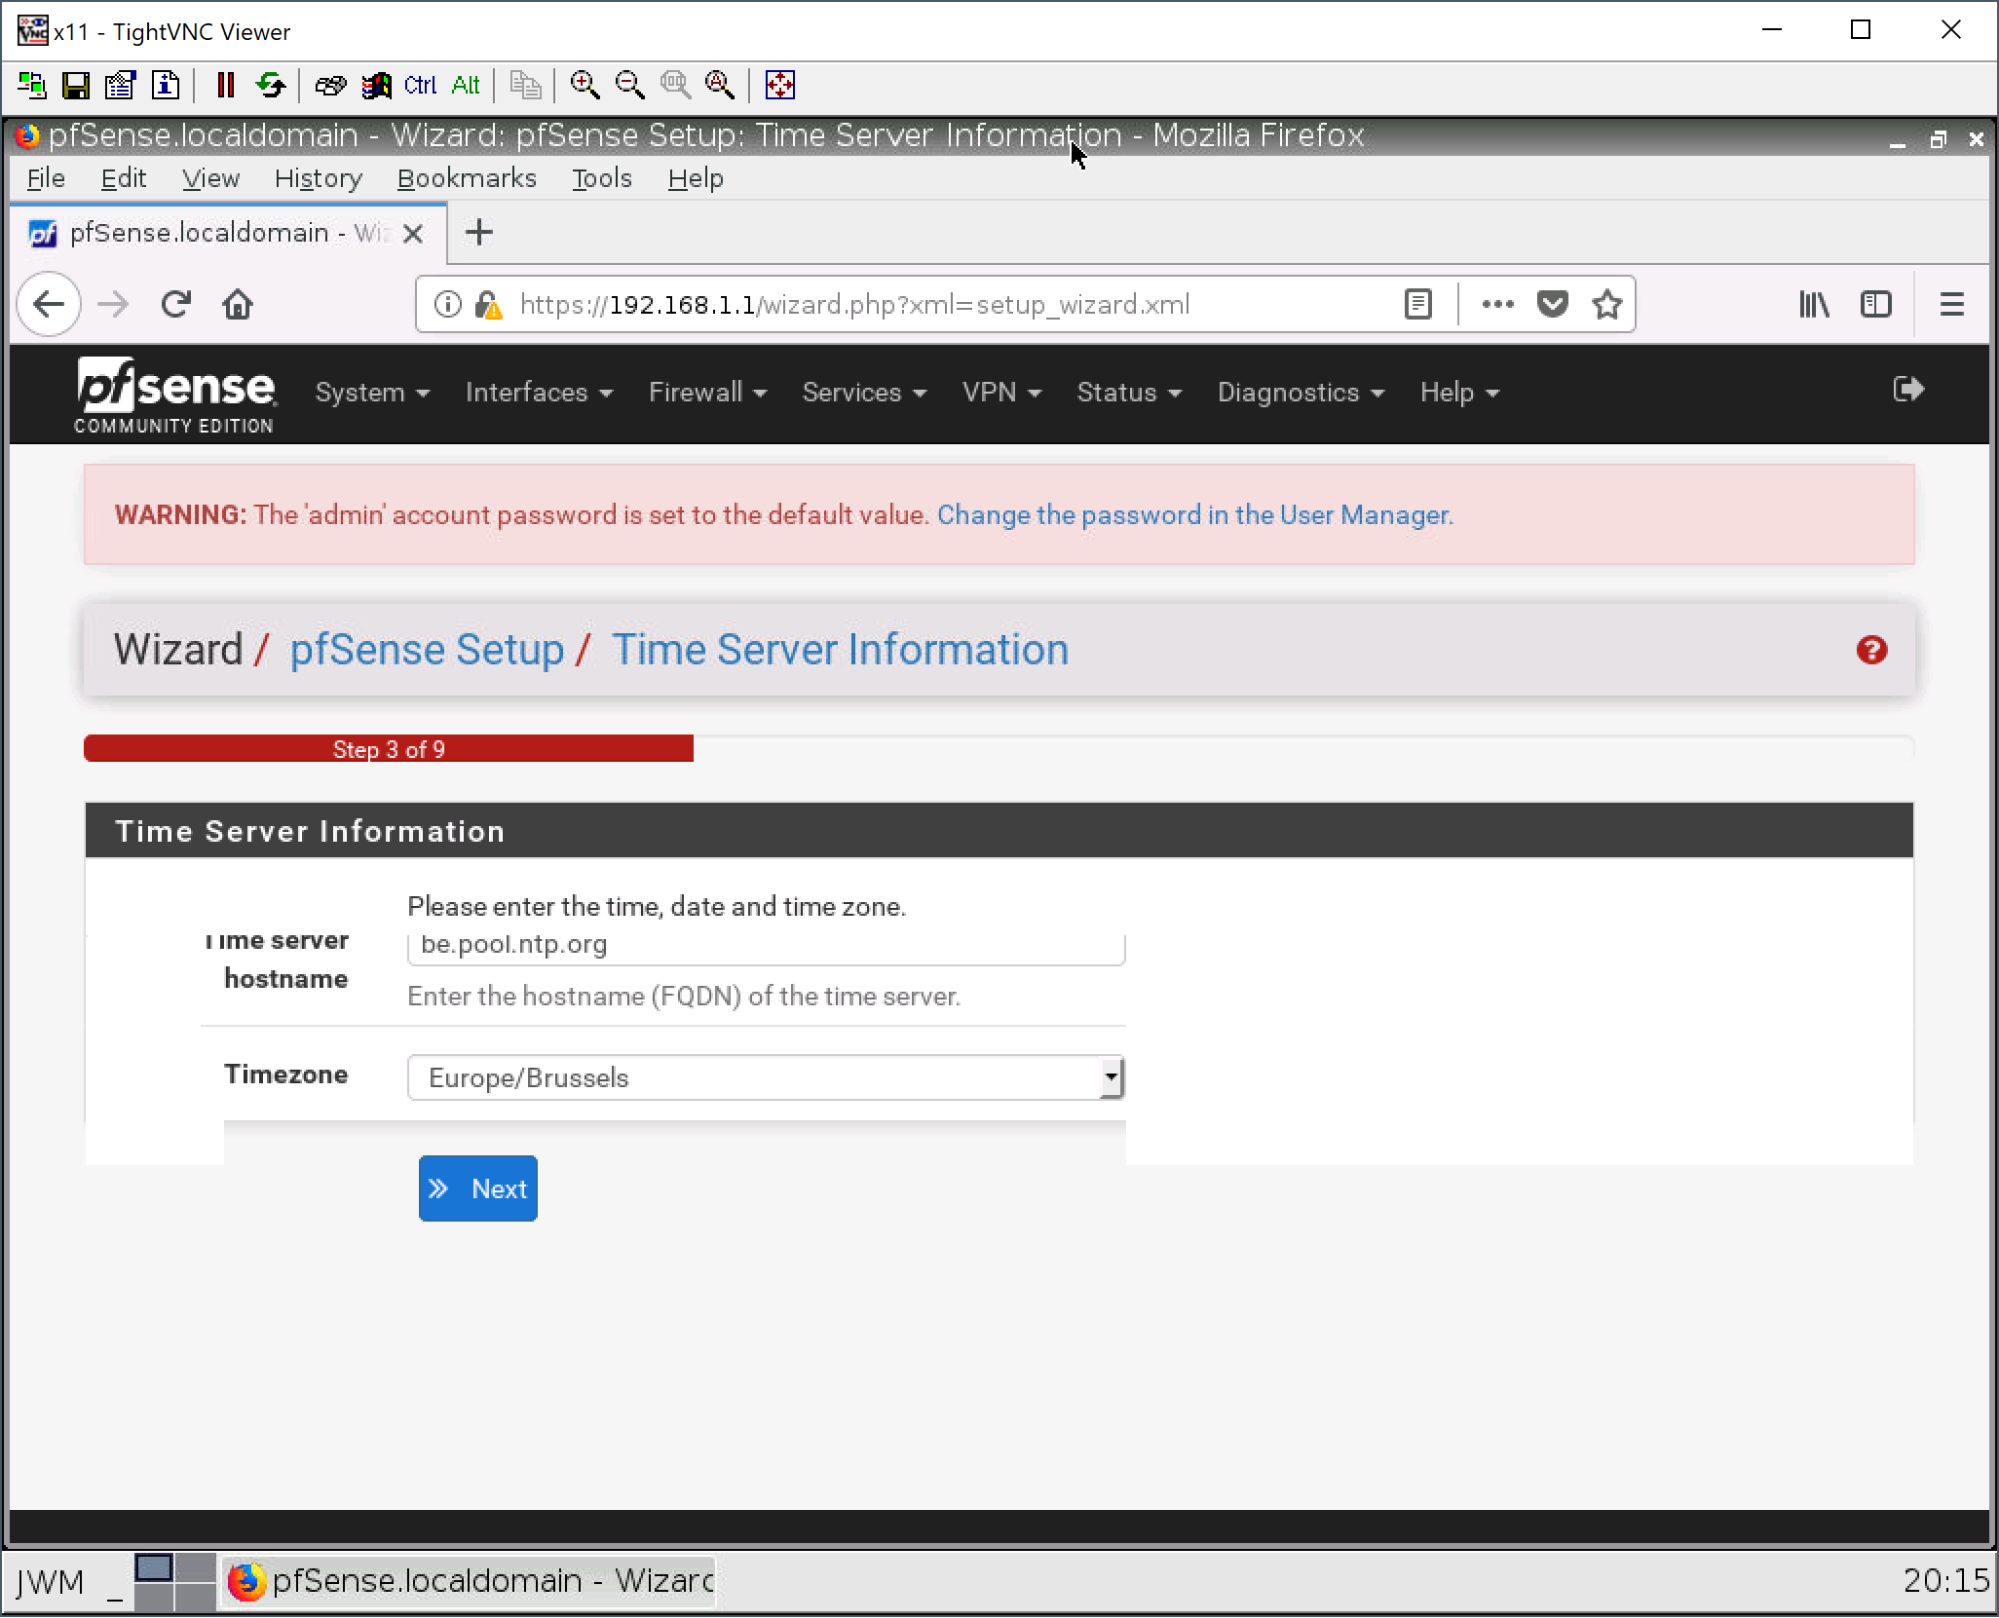 x11 - TightVNC Viewer
Ctrl Alt
pfSense.localdomain - Wizard: pfSense Setup: Time Server Information - Mozilla Firefox
File Edit View History Bookmarks Tools Help
pfSense.localdomain - Wiz
https://192.168.1.1/wizard.php?xml=setup_wizard.xml
pfsense
COMMUNITY EDITION
System Interfaces Firewall Services VPN Status Diagnostics Help
WARNING: The 'admin' account password is set to the default value. Change the password in the User Manager.
Wizard / pfSense Setup / Time Server Information
Step 3 of 9
Time Server Information
Please enter the time, date and time zone.
Time server hostname
be.pool.ntp.org
Enter the hostname (FQDN) of the time server.
Timezone
Europe/Brussels
Next
JWM
pfSense.localdomain - Wizarc
20:15